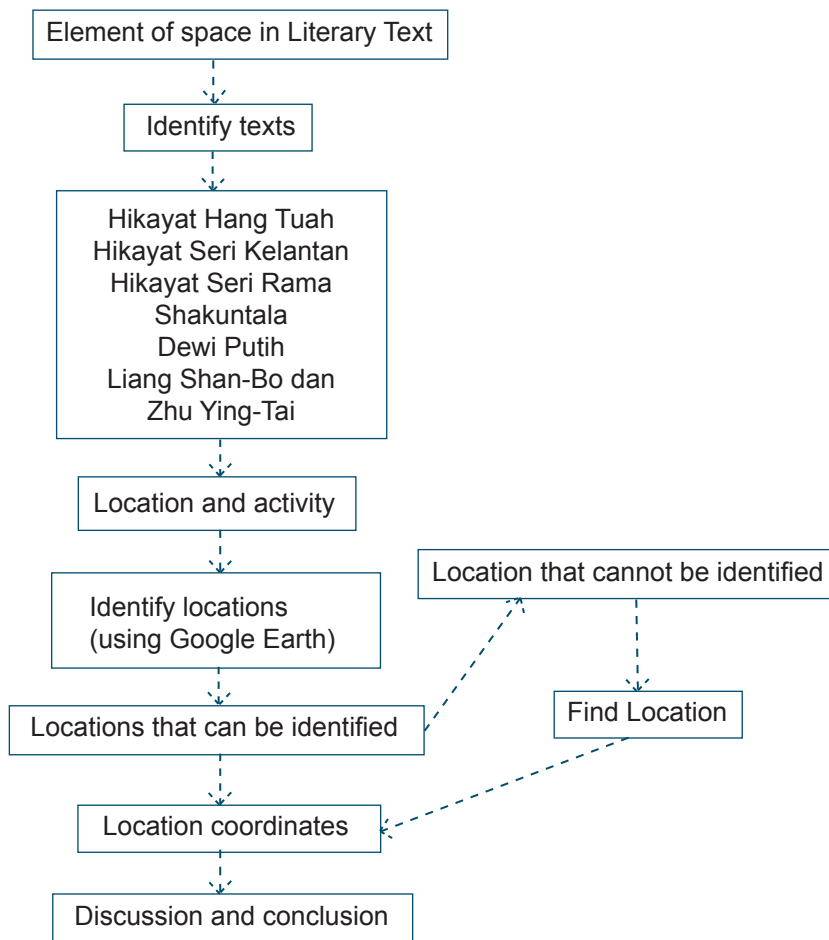 Element of space in Literary Text
Identify texts
Hikayat Hang Tuah
Hikayat Seri Kelantan
Hikayat Seri Rama
Shakuntala
Dewi Putih
Liang Shan-Bo dan
Zhu Ying-Tai
Location and activity
Identify locations
(using Google Earth)
Location that cannot be identified
Locations that can be identified
Find Location
Location coordinates
Discussion and conclusion